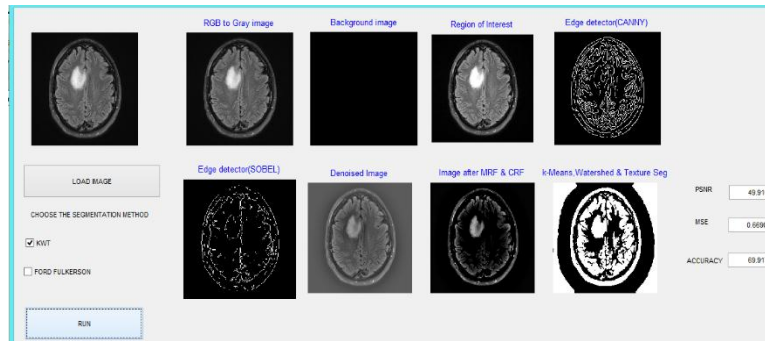 RGB to Gray image
Background image
Region of Interest
Edge detector(CANNY)
LOAD IMAGE
CHOOSE THE SEGMENTATION METHOD
KWT
FORD FULKERSON
RUN
Edge detector(SOBEL)
Denoised Image
Image after MRF & CRF
k-Means,Watershed & Texture Seg
PSNR
49.91
MSE
ACCURACY
69.91